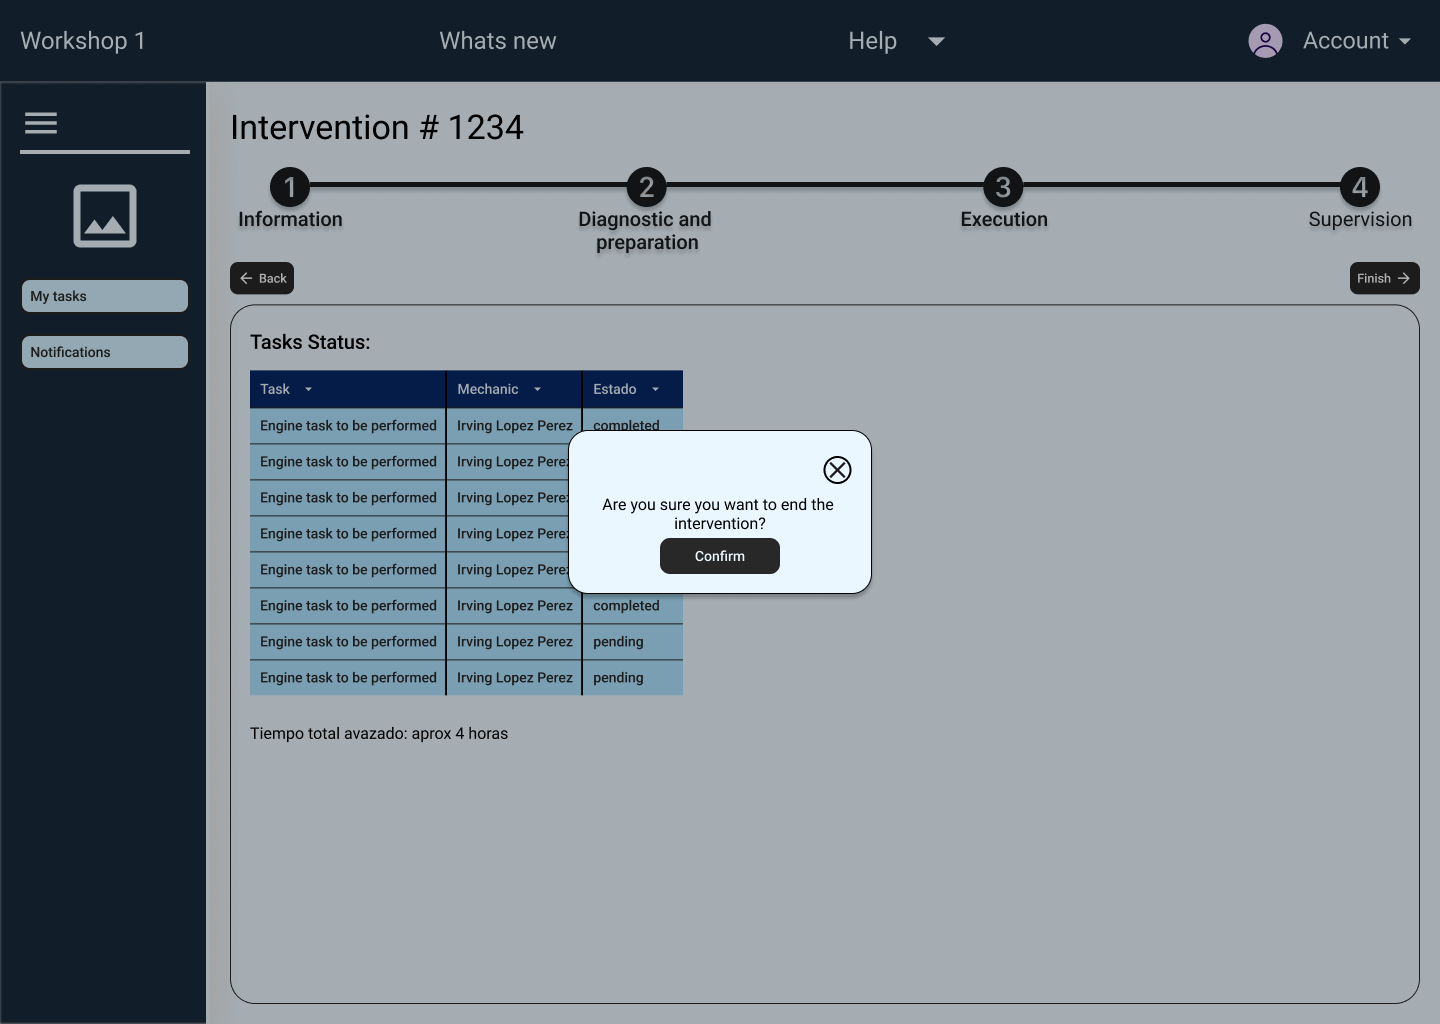 Workshop 1 Whats new Help Account
Intervention # 1234
1 2 3 4
Information Diagnostic and preparation Execution Supervision
Back Finish
My tasks
Notifications
Tasks Status:
Task Mechanic Estado
Engine task to be performed Irving Lopez Perez completed
Engine task to be performed Irving Lopez Perez
Engine task to be performed Irving Lopez Perez
Engine task to be performed Irving Lopez Perez
Engine task to be performed Irving Lopez Perez
Engine task to be performed Irving Lopez Perez completed
Engine task to be performed Irving Lopez Perez pending
Engine task to be performed Irving Lopez Perez pending
Are you sure you want to end the
intervention?
Confirm
Tiempo total avazado: aprox 4 horas